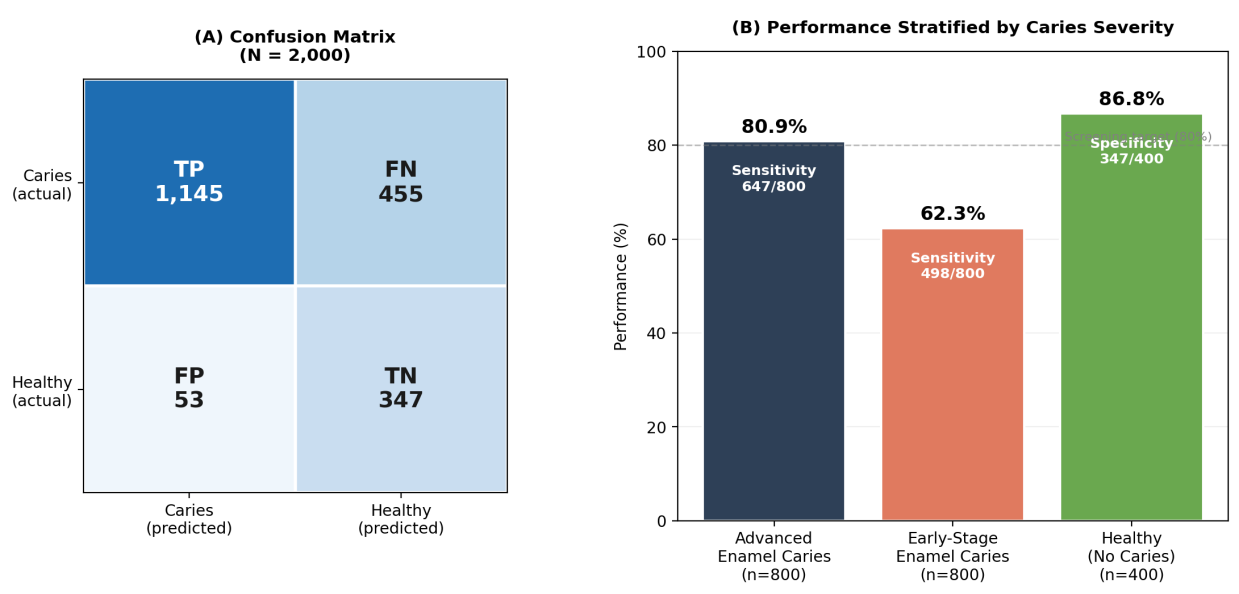 (A) Confusion Matrix
(N = 2,000)
Caries
(actual)
TP
1,145
FN
455
Healthy
(actual)
FP
53
TN
347
Caries
(predicted)
Healthy
(predicted)
(B) Performance Stratified by Caries Severity
Performance (%)
100
80
60
40
20
0
80.9%
Sensitivity
647/800
62.3%
Sensitivity
498/800
86.8%
Screening target (80%)
Specificity
347/400
Advanced
Enamel Caries
(n=800)
Early-Stage
Enamel Caries
(n=800)
Healthy
(No Caries)
(n=400)